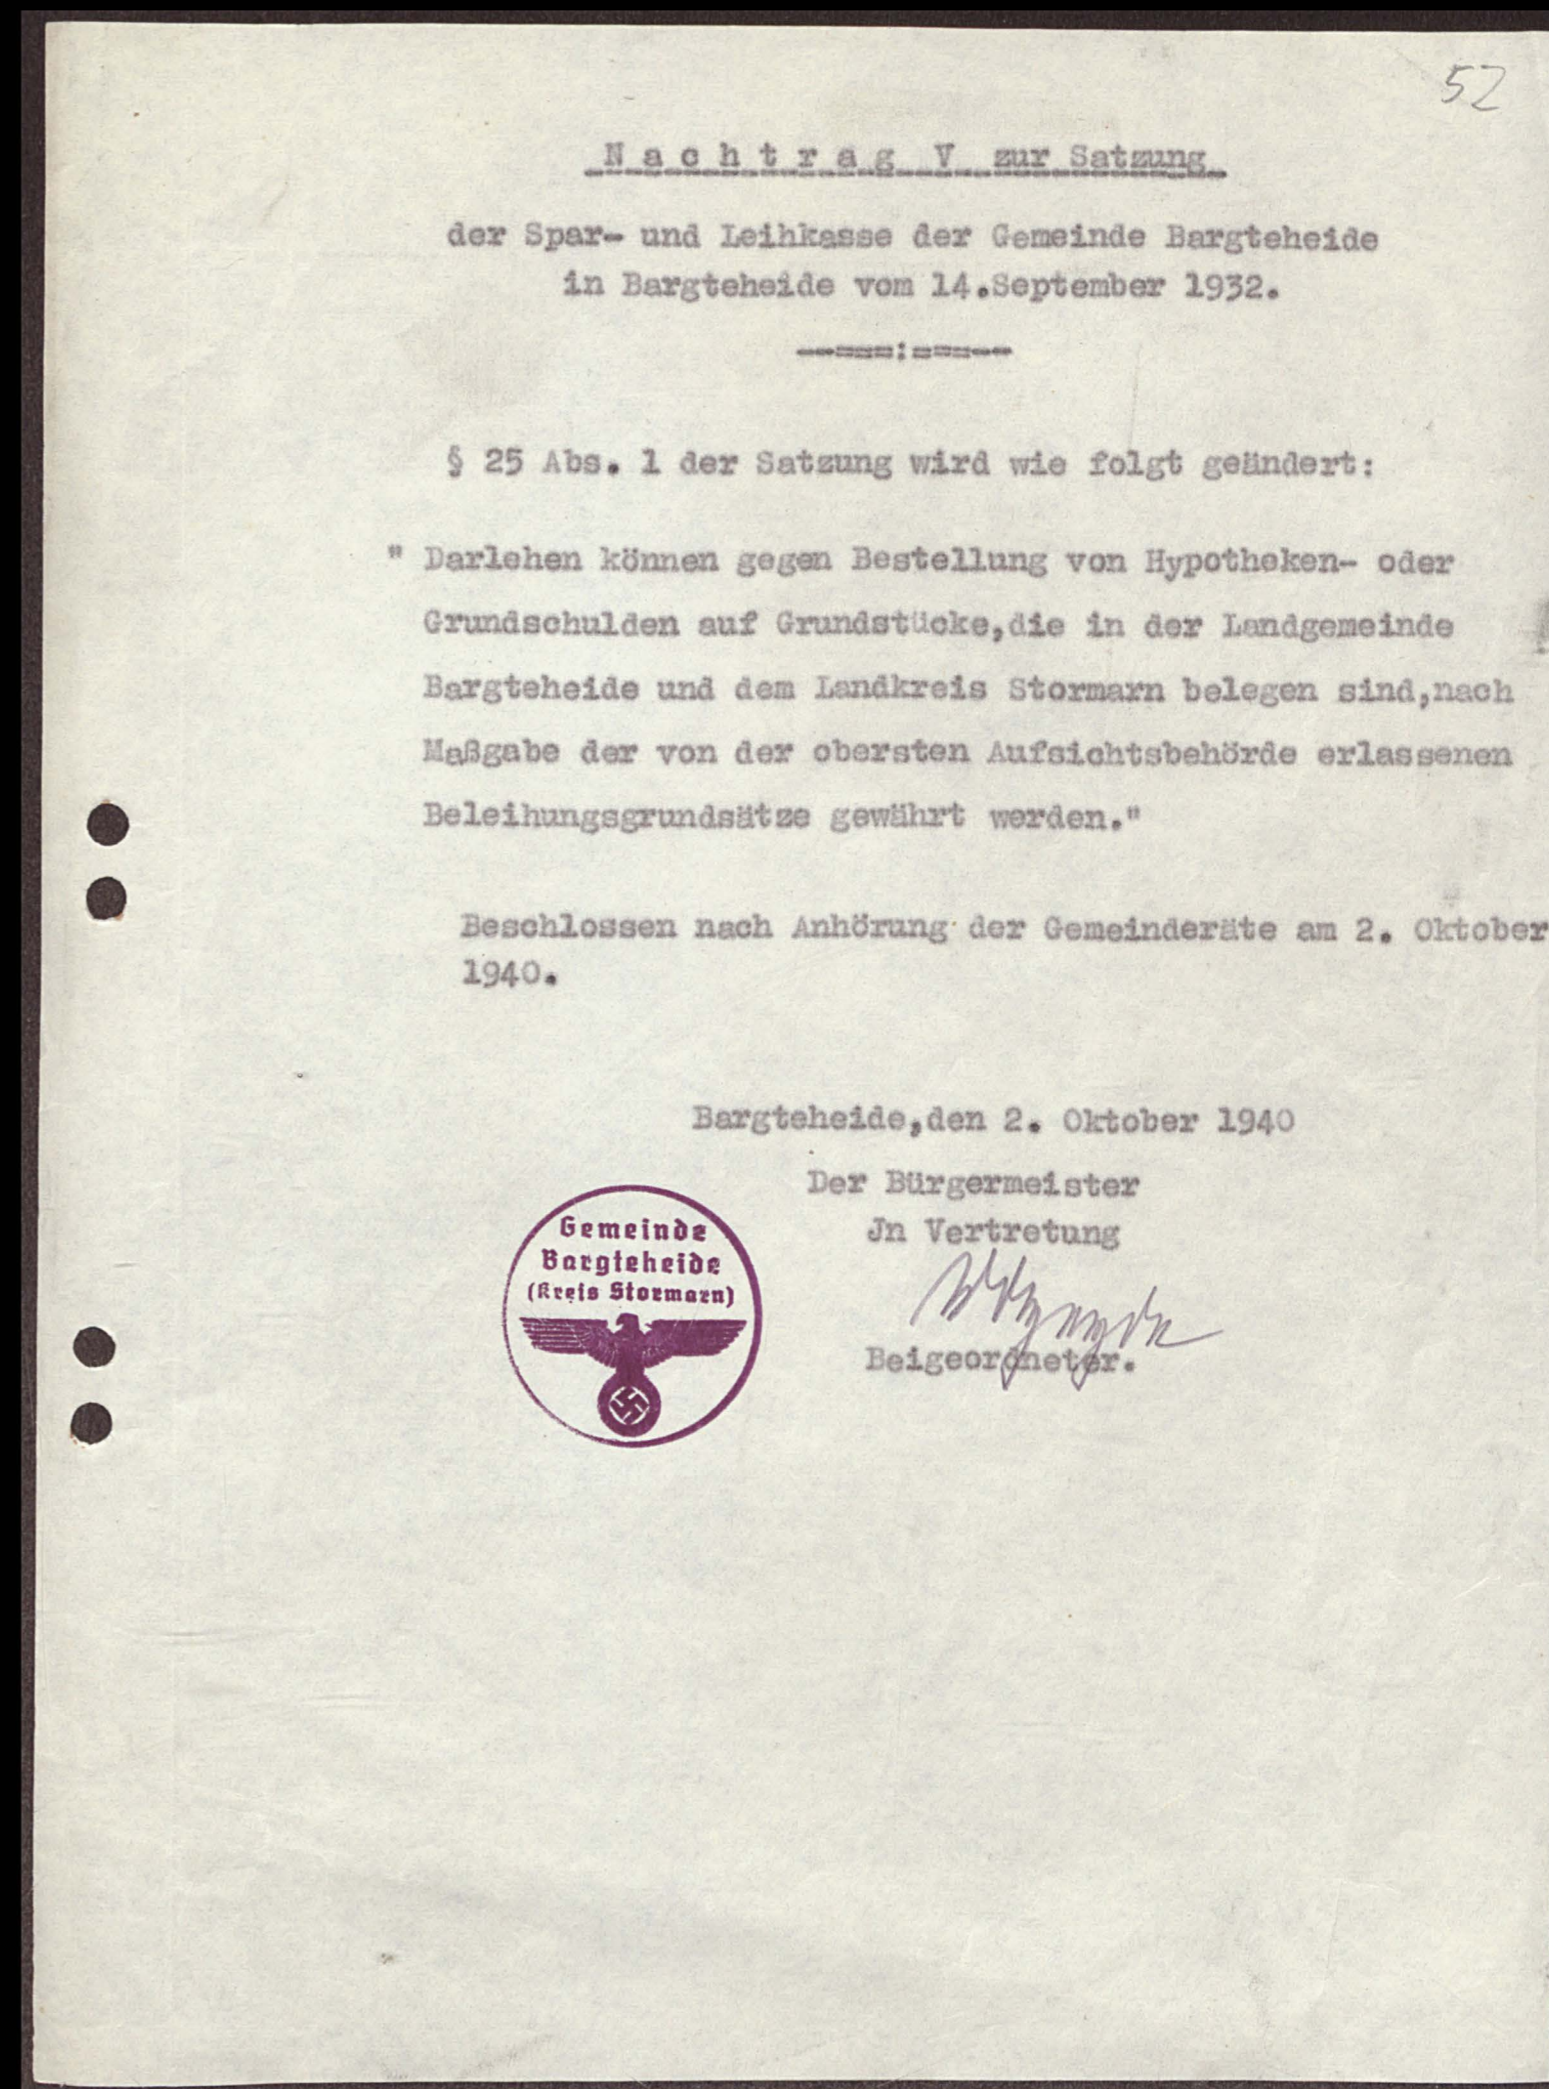 52
Nachtrag V zur Satzung
der Spar- und Leihkasse der Gemeinde Bargteheide
in Bargteheide vom 14.September 1932.
--===:===--
§ 25 Abs. 1 der Satzung wird wie folgt geändert:
" Darlehen können gegen Bestellung von Hypotheken- oder
Grundschulden auf Grundstücke,die in der Landgemeinde
Bargteheide und dem Landkreis Stormarn belegen sind,nach
Maßgabe der von der obersten Aufsichtsbehörde erlassenen
Beleihungsgrundsätze gewährt werden."
Beschlossen nach Anhörung der Gemeinderäte am 2. Oktober
1940.
Bargteheide,den 2. Oktober 1940
Der Bürgermeister
Jn Vertretung
Beigeordneter.
Gemeinde
Bargteheide
(Kreis Stormarn)